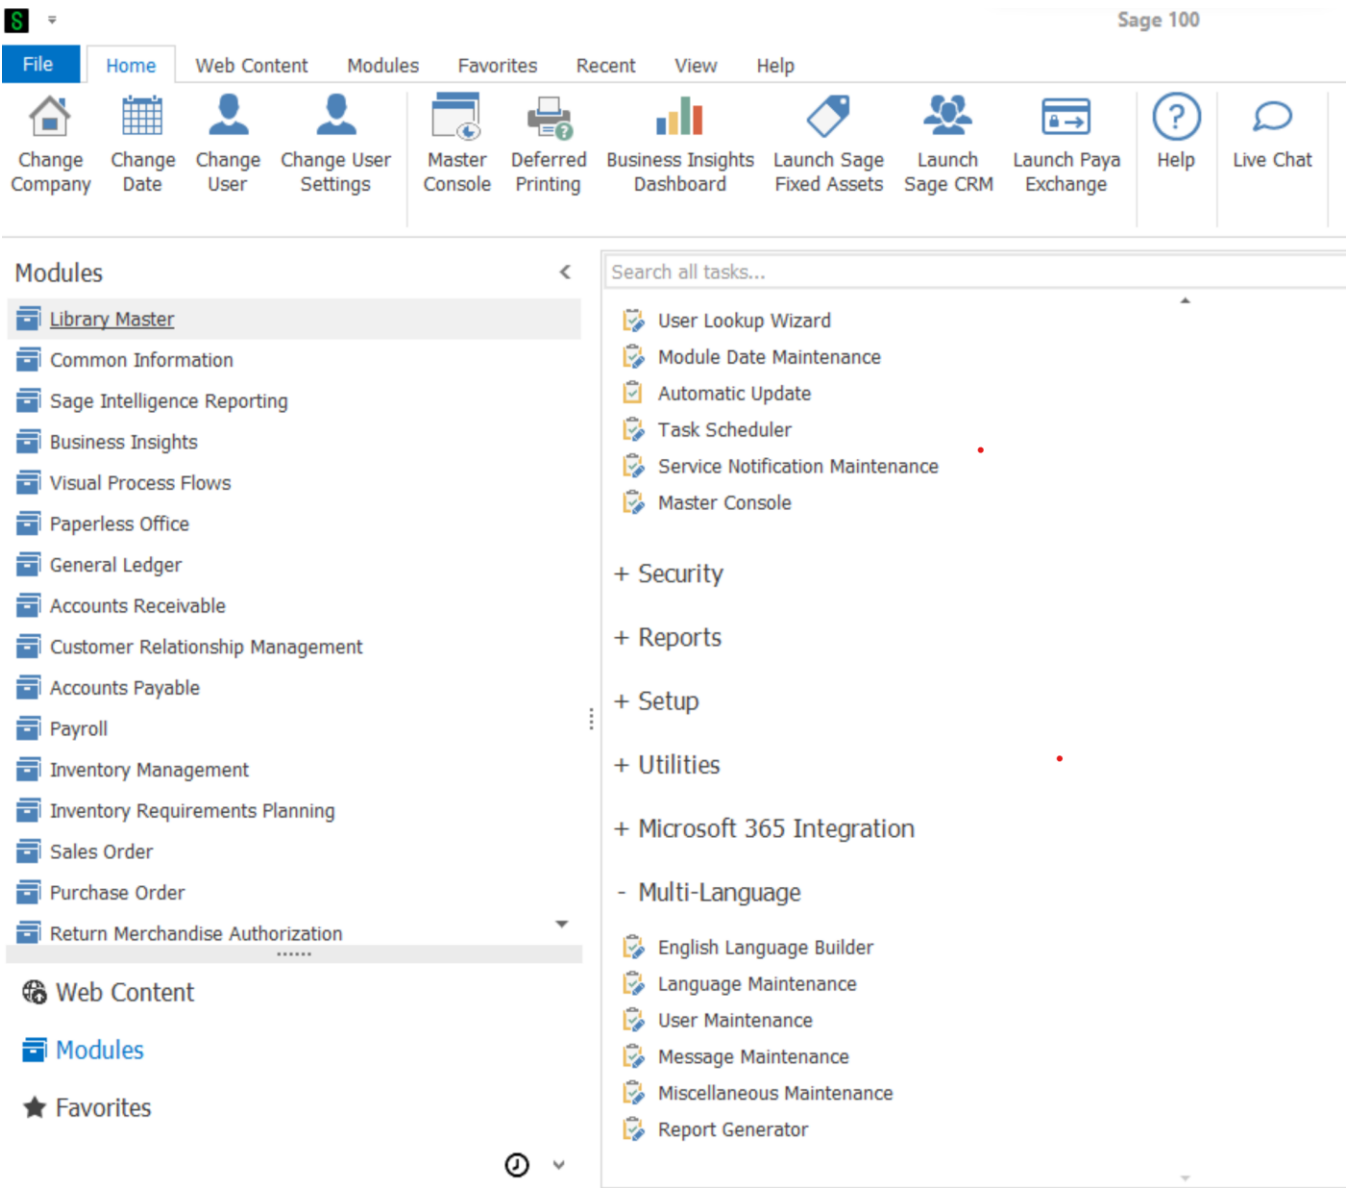 S
Sage 100
File Home Web Content Modules Favorites Recent View Help
Change Company
Change Date
Change User
Change User Settings
Master Console
Deferred Printing
Business Insights Dashboard
Launch Sage Fixed Assets
Launch Sage CRM
Launch Paya Exchange
Help
Live Chat
Modules
Library Master
Common Information
Sage Intelligence Reporting
Business Insights
Visual Process Flows
Paperless Office
General Ledger
Accounts Receivable
Customer Relationship Management
Accounts Payable
Payroll
Inventory Management
Inventory Requirements Planning
Sales Order
Purchase Order
Return Merchandise Authorization
Web Content
Modules
Favorites
Search all tasks...
User Lookup Wizard
Module Date Maintenance
Automatic Update
Task Scheduler
Service Notification Maintenance
Master Console
+ Security
+ Reports
+ Setup
+ Utilities
+ Microsoft 365 Integration
- Multi-Language
English Language Builder
Language Maintenance
User Maintenance
Message Maintenance
Miscellaneous Maintenance
Report Generator